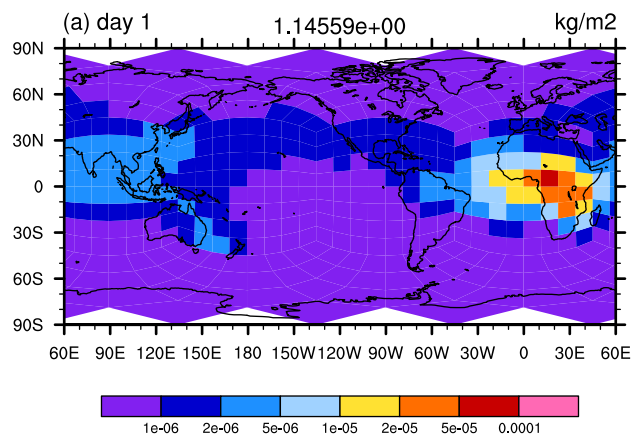 (a) day 1 1.14559e+00 kg/m2
90N
60N
30N
0
30S
60S
90S
60E 90E 120E 150E 180 150W 120W 90W 60W 30W 0 30E 60E
1e-06 2e-06 5e-06 1e-05 2e-05 5e-05 0.0001